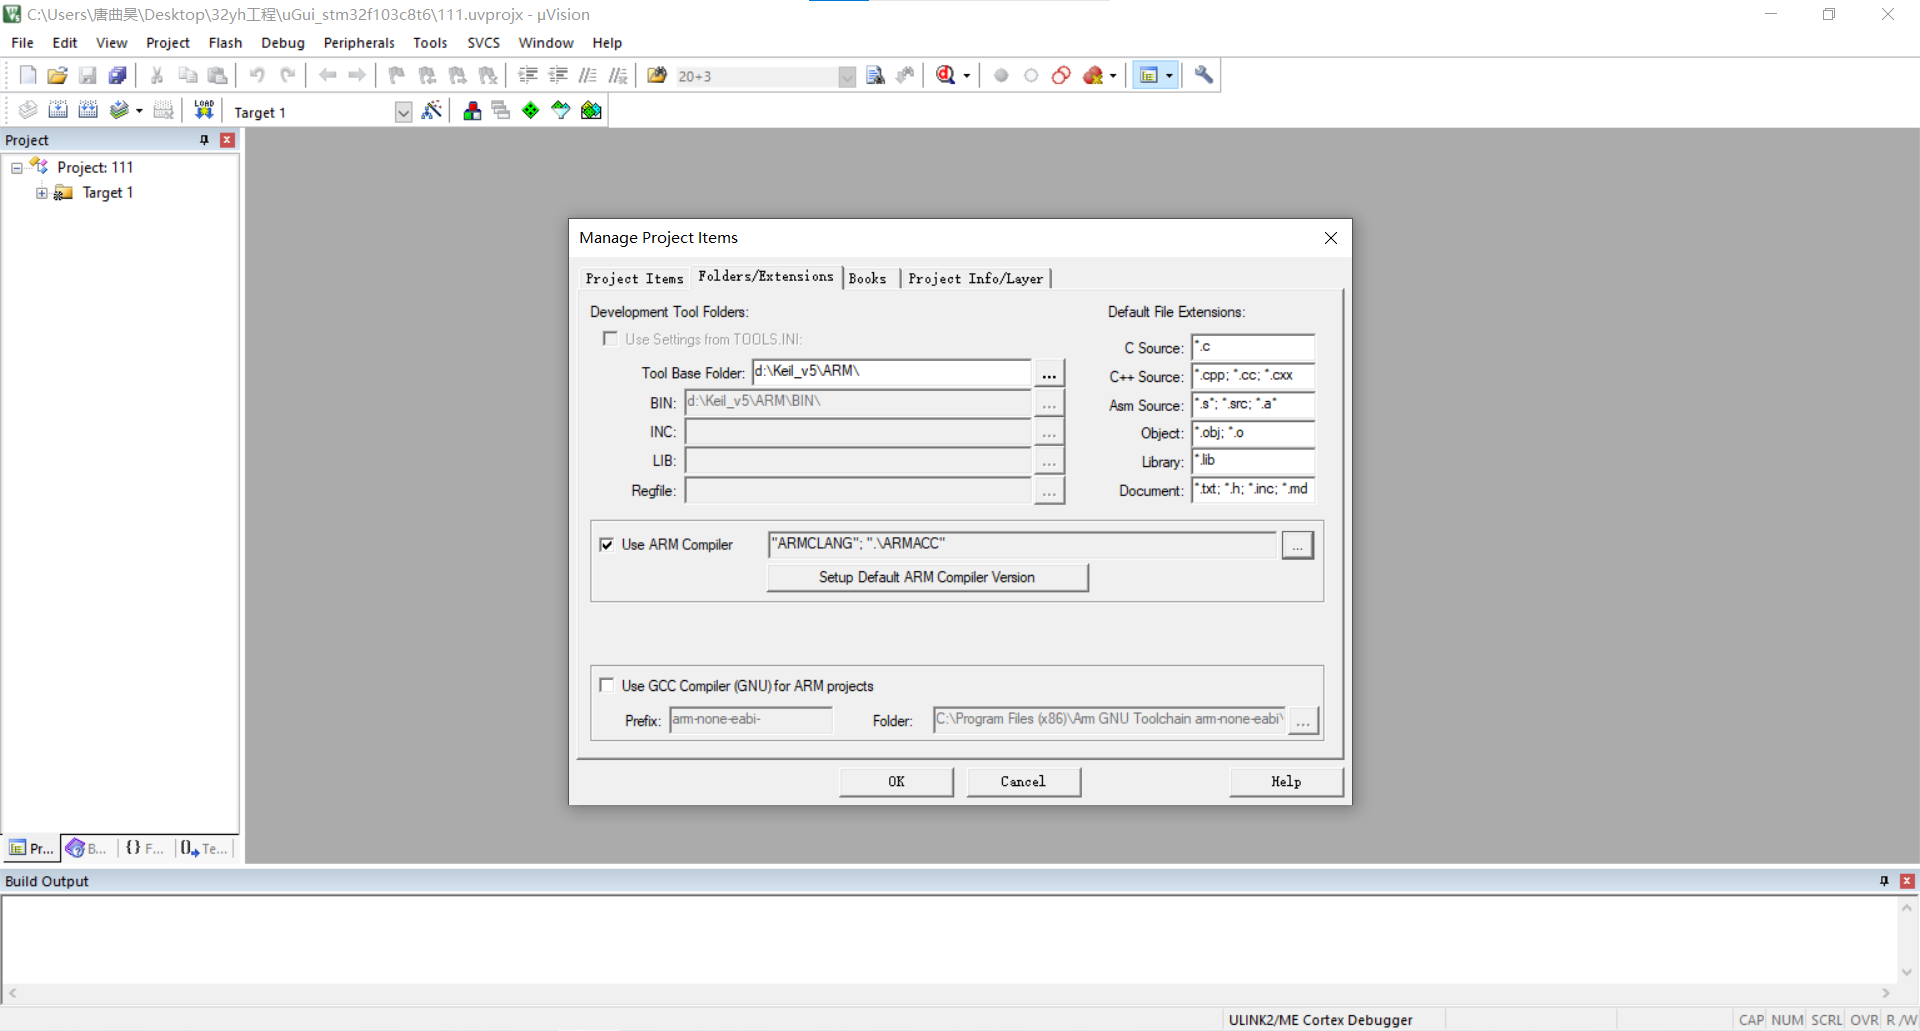 C:\Users\唐曲昊\Desktop\32yh工程\uGui_stm32f103c8t6\111.uvprojx - µVision
File Edit View Project Flash Debug Peripherals Tools SVCS Window Help
20+3
LOAD Target 1
Project
Project: 111
Target 1
Manage Project Items
Project Items Folders/Extensions Books Project Info/Layer
Development Tool Folders: Default File Extensions:
Use Settings from TOOLS.INI:
C Source: *.c
Tool Base Folder: d:\Keil_v5\ARM\ ...
C++ Source: *.cpp; *.cc; *.cxx
BIN: d:\Keil_v5\ARM\BIN\ ...
Asm Source: *.s*; *.src; *.a*
INC: ...
Object: *.obj; *.o
LIB: ...
Library: *.lib
Regfile: ...
Document: *.txt; *.h; *.inc; *.md
Use ARM Compiler "ARMCLANG"; ".\ARMACC" ...
Setup Default ARM Compiler Version
Use GCC Compiler (GNU) for ARM projects
Prefix: arm-none-eabi- Folder: C:\Program Files (x86)\Arm GNU Toolchain arm-none-eabi\ ...
OK Cancel Help
Pr... B... {} F... 0 Te...
Build Output
ULINK2/ME Cortex Debugger CAP NUM SCRL OVR R/W